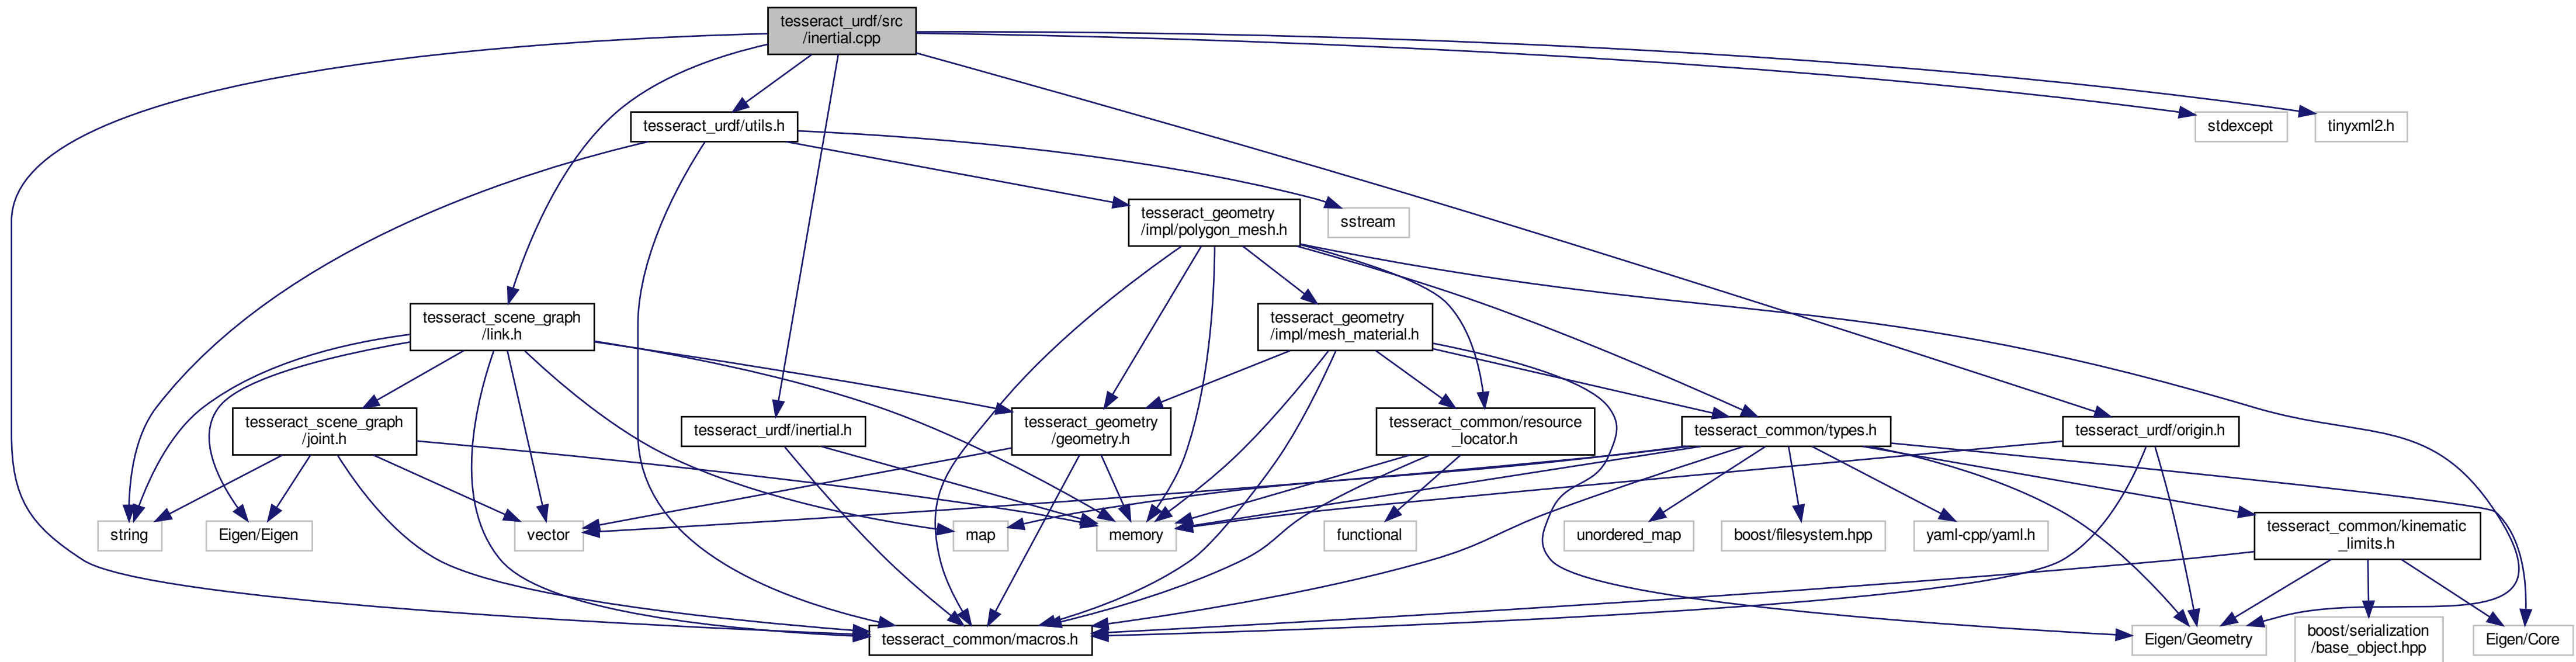 tesseract_urdf/src
/inertial.cpp
tesseract_urdf/utils.h
stdexcept
tinyxml2.h
tesseract_geometry
/impl/polygon_mesh.h
sstream
tesseract_scene_graph
/link.h
tesseract_geometry
/impl/mesh_material.h
tesseract_scene_graph
/joint.h
tesseract_urdf/inertial.h
tesseract_geometry
/geometry.h
tesseract_common/resource
_locator.h
tesseract_common/types.h
tesseract_urdf/origin.h
string
Eigen/Eigen
vector
map
memory
functional
unordered_map
boost/filesystem.hpp
yaml-cpp/yaml.h
tesseract_common/kinematic
_limits.h
tesseract_common/macros.h
Eigen/Geometry
boost/serialization
/base_object.hpp
Eigen/Core